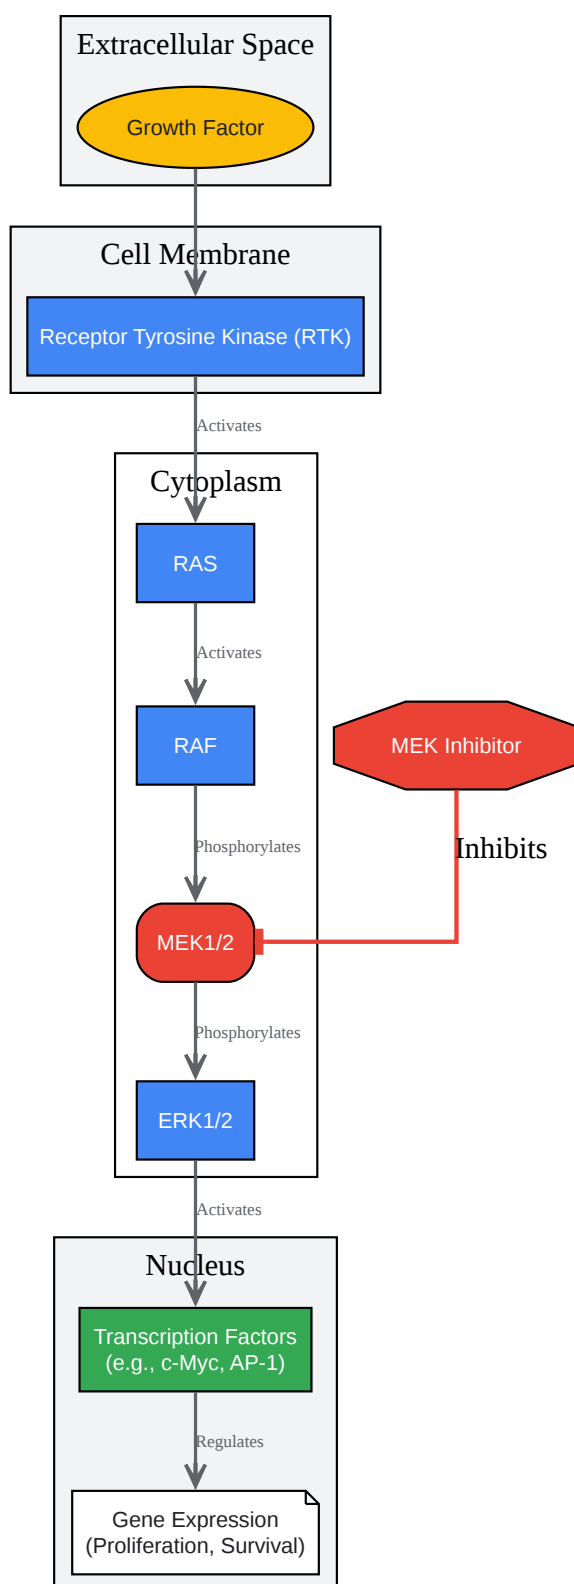 Extracellular Space
Growth Factor
Cell Membrane
Receptor Tyrosine Kinase (RTK)
Activates
Cytoplasm
RAS
Activates
RAF
MEK Inhibitor
Phosphorylates
Inhibits
MEK1/2
Phosphorylates
ERK1/2
Activates
Nucleus
Transcription Factors
(e.g., c-Myc, AP-1)
Regulates
Gene Expression
(Proliferation, Survival)